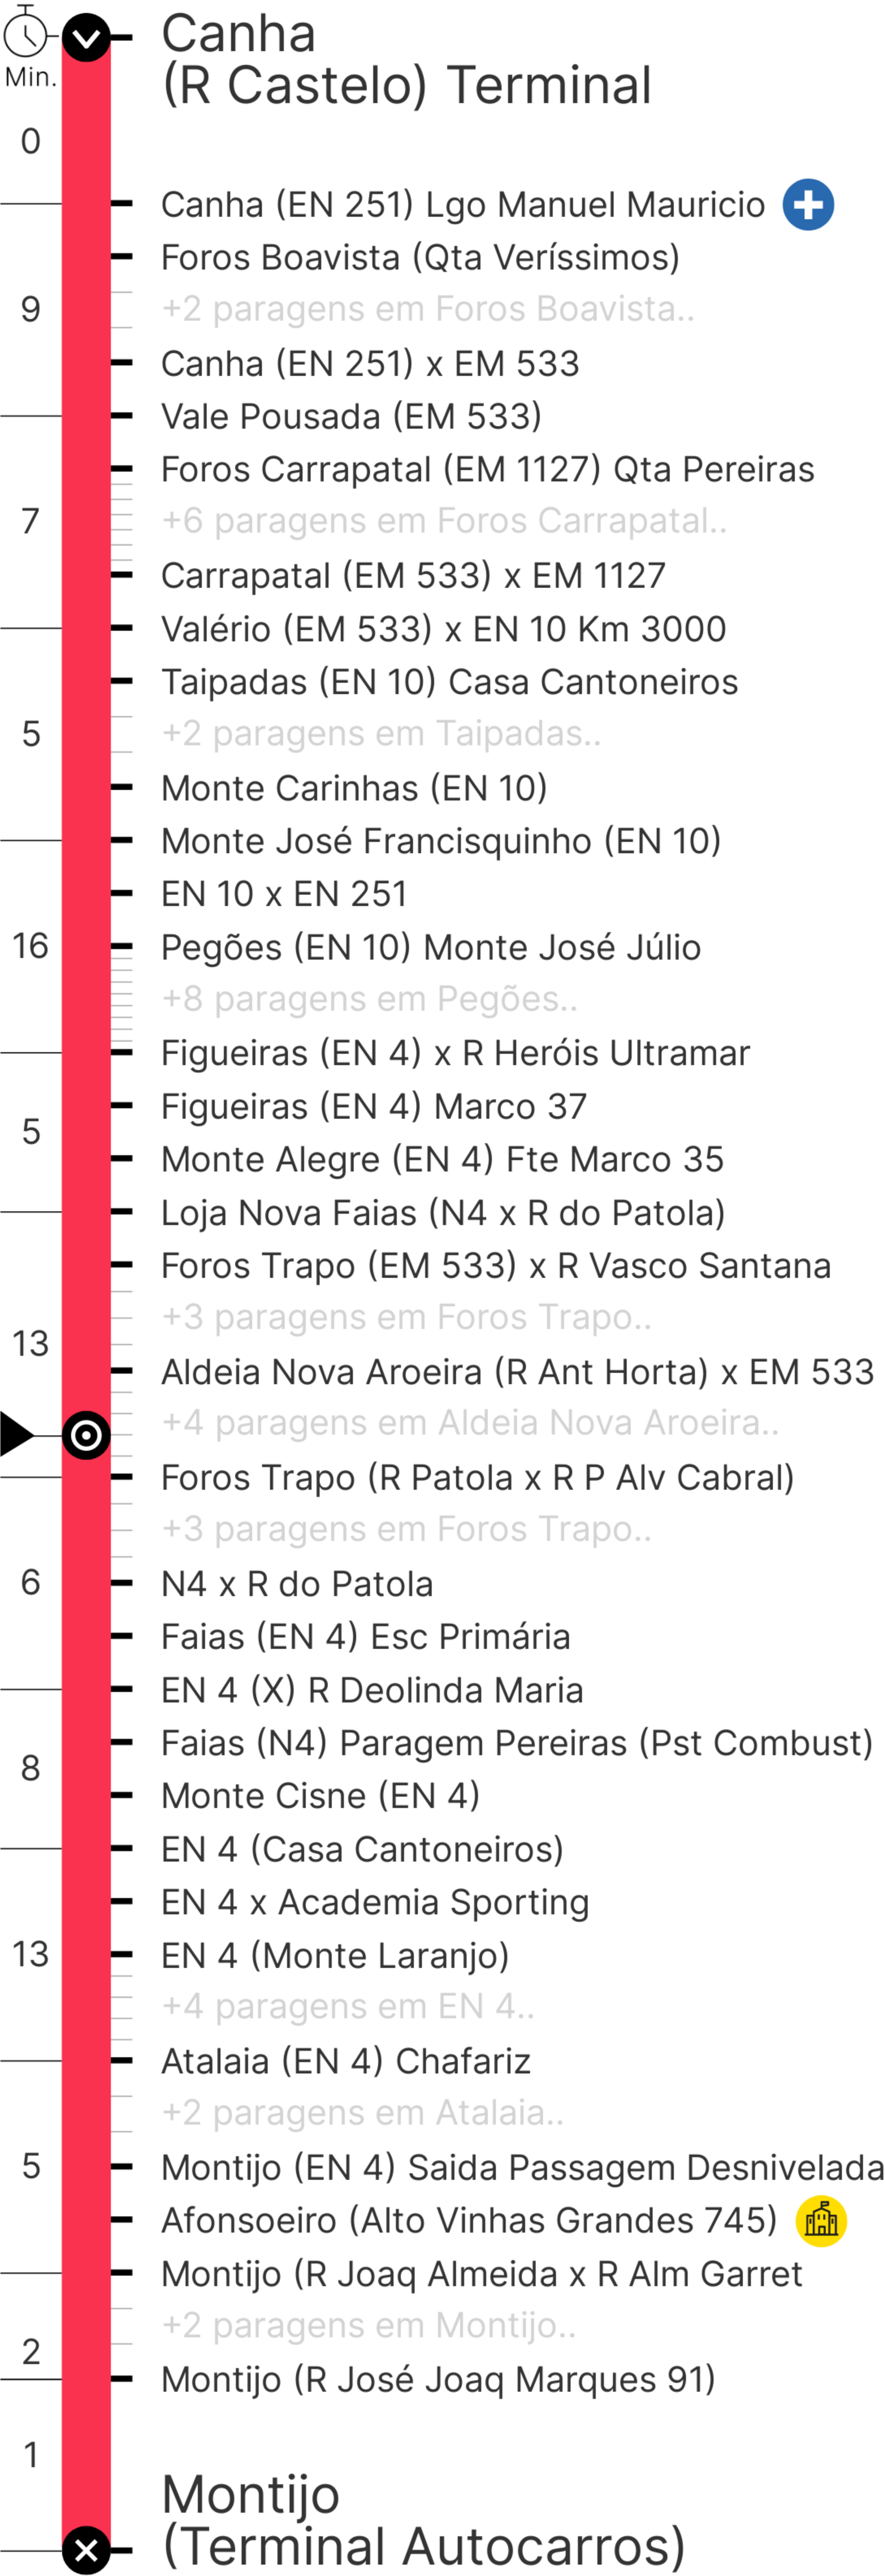 Canha
(R Castelo) Terminal
Min.
0
Canha (EN 251) Lgo Manuel Mauricio
Foros Boavista (Qta Veríssimos)
9
+2 paragens em Foros Boavista..
Canha (EN 251) x EM 533
Vale Pousada (EM 533)
Foros Carrapatal (EM 1127) Qta Pereiras
7
+6 paragens em Foros Carrapatal..
Carrapatal (EM 533) x EM 1127
Valério (EM 533) x EN 10 Km 3000
Taipadas (EN 10) Casa Cantoneiros
5
+2 paragens em Taipadas..
Monte Carinhas (EN 10)
Monte José Francisquinho (EN 10)
EN 10 x EN 251
16
Pegões (EN 10) Monte José Júlio
+8 paragens em Pegões..
Figueiras (EN 4) x R Heróis Ultramar
Figueiras (EN 4) Marco 37
5
Monte Alegre (EN 4) Fte Marco 35
Loja Nova Faias (N4 x R do Patola)
Foros Trapo (EM 533) x R Vasco Santana
+3 paragens em Foros Trapo..
13
Aldeia Nova Aroeira (R Ant Horta) x EM 533
+4 paragens em Aldeia Nova Aroeira..
Foros Trapo (R Patola x R P Alv Cabral)
+3 paragens em Foros Trapo..
6
N4 x R do Patola
Faias (EN 4) Esc Primária
EN 4 (X) R Deolinda Maria
Faias (N4) Paragem Pereiras (Pst Combust)
8
Monte Cisne (EN 4)
EN 4 (Casa Cantoneiros)
EN 4 x Academia Sporting
13
EN 4 (Monte Laranjo)
+4 paragens em EN 4..
Atalaia (EN 4) Chafariz
+2 paragens em Atalaia..
5
Montijo (EN 4) Saida Passagem Desnivelada
Afonsoeiro (Alto Vinhas Grandes 745)
Montijo (R Joaq Almeida x R Alm Garret
+2 paragens em Montijo..
2
Montijo (R José Joaq Marques 91)
1
Montijo
(Terminal Autocarros)